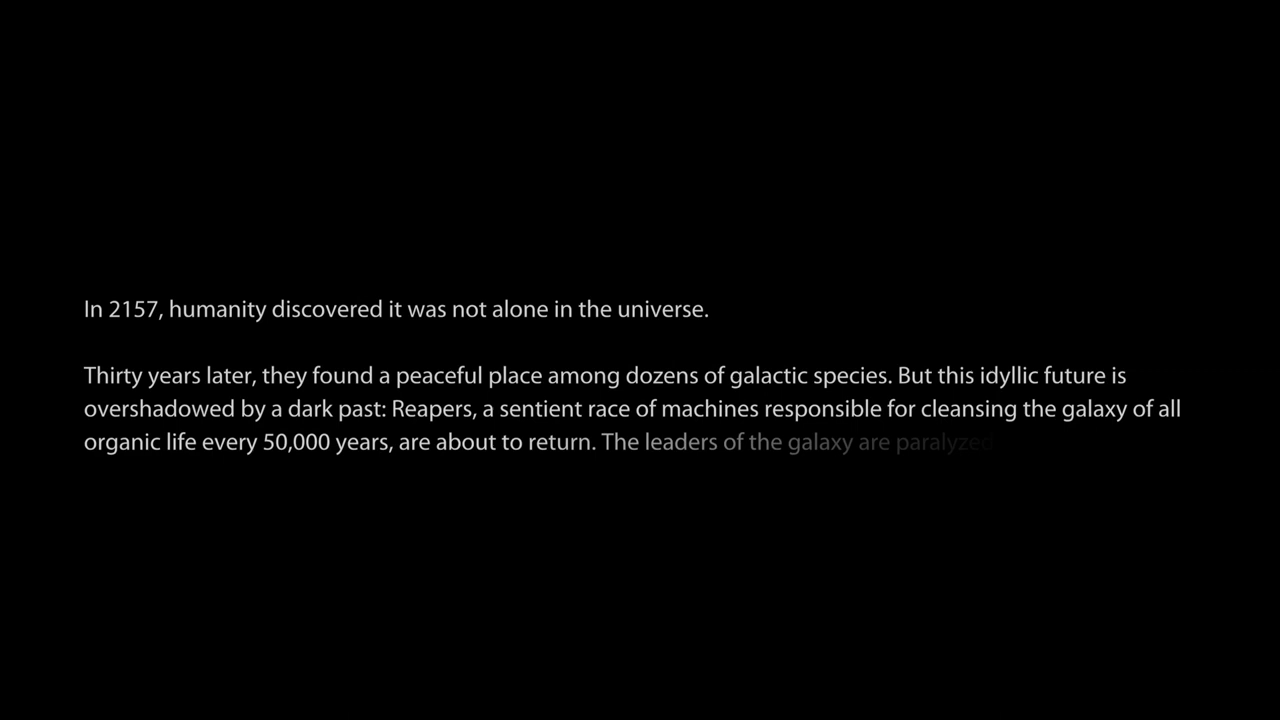 In 2157, humanity discovered it was not alone in the universe.
Thirty years later, they found a peaceful place among dozens of galactic species. But this idyllic future is
overshadowed by a dark past: Reapers, a sentient race of machines responsible for cleansing the galaxy of all
organic life every 50,000 years, are about to return. The leaders of the galaxy are paralyzed